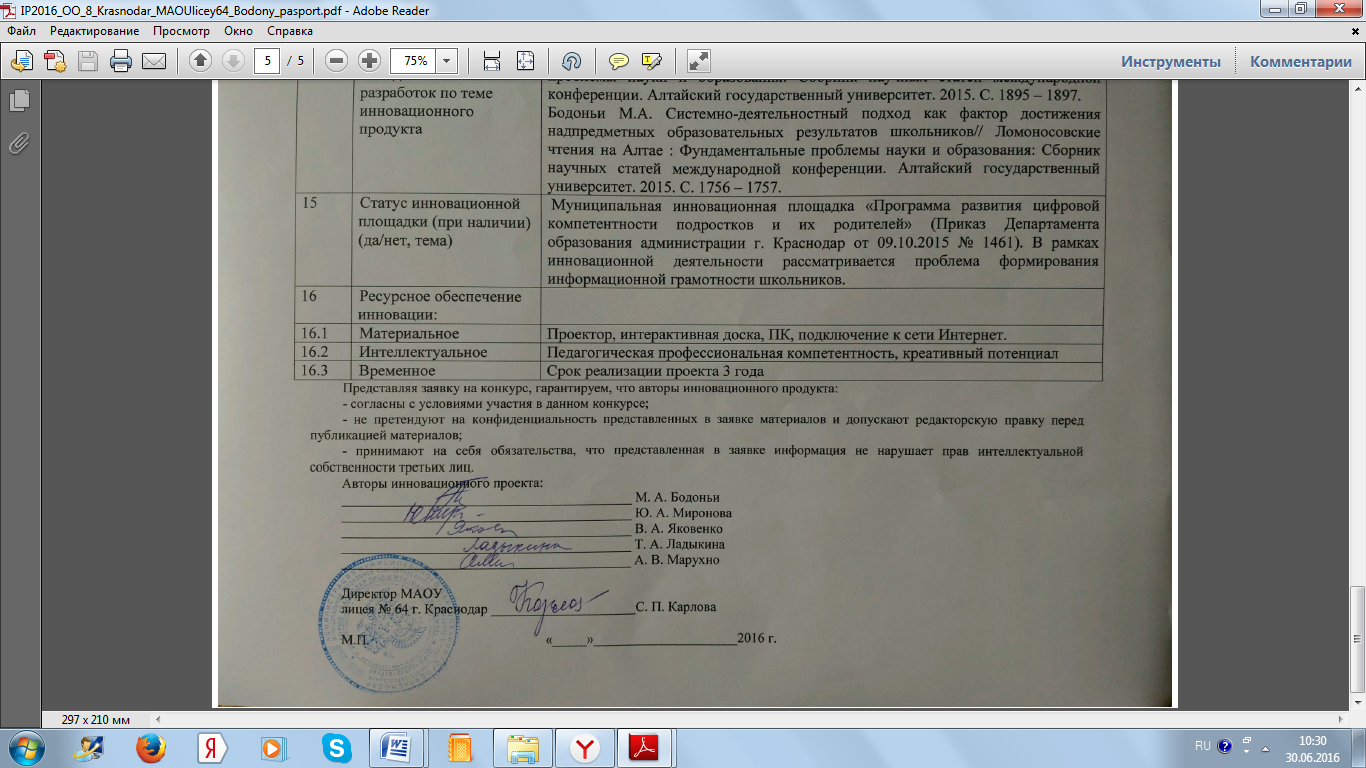 IP2016_OO_8_Krasnodar_MAOUlicey64_Bodony_pasport.pdf - Adobe Reader
Файл Редактирование Просмотр Окно Справка
5 / 5 75% Инструменты Комментарии
разработок по теме инновационного продукта
конференции. Алтайский государственный университет. 2015. С. 1895 – 1897.
Бодоньи М.А. Системно-деятельностный подход как фактор достижения
надпредметных образовательных результатов школьников// Ломоносовские
чтения на Алтае : Фундаментальные проблемы науки и образования: Сборник
научных статей международной конференции. Алтайский государственный
университет. 2015. С. 1756 – 1757.
15 Статус инновационной площадки (при наличии) (да/нет, тема)
Муниципальная инновационная площадка «Программа развития цифровой
компетентности подростков и их родителей» (Приказ Департамента
образования администрации г. Краснодар от 09.10.2015 № 1461). В рамках
инновационной деятельности рассматривается проблема формирования
информационной грамотности школьников.
16 Ресурсное обеспечение инновации:
16.1 Материальное Проектор, интерактивная доска, ПК, подключение к сети Интернет.
16.2 Интеллектуальное Педагогическая профессиональная компетентность, креативный потенциал
16.3 Временное Срок реализации проекта 3 года
Представляя заявку на конкурс, гарантируем, что авторы инновационного продукта:
- согласны с условиями участия в данном конкурсе;
- не претендуют на конфиденциальность представленных в заявке материалов и допускают редакторскую правку перед
публикацией материалов;
- принимают на себя обязательства, что представленная в заявке информация не нарушает прав интеллектуальной
собственности третьих лиц.
Авторы инновационного проекта:
М. А. Бодоньи
Ю. А. Миронова
В. А. Яковенко
Ладыкина Т. А. Ладыкина
А. В. Марухно
Директор МАОУ
лицея № 64 г. Краснодар С. П. Карлова
М.П. «_____»____________________2016 г.
297 x 210 мм
RU 10:30
30.06.2016